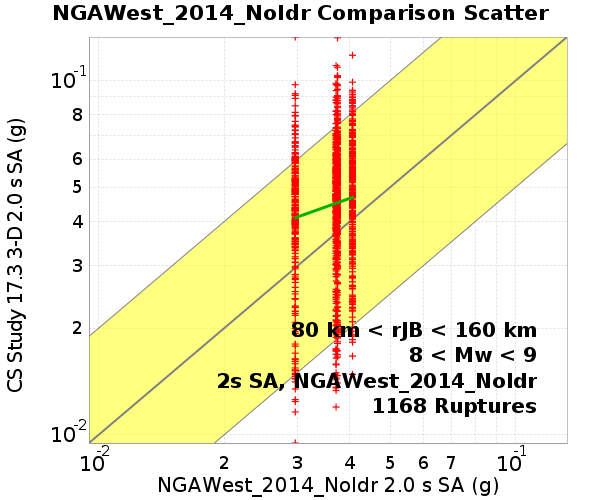 NGAWest_2014_NoIdr Comparison Scatter
CS Study 17.3 3-D 2.0 s SA (g)
10-1
8
6
5
4
3
2
10-2
80 km < rJB < 160 km
8 < Mw < 9
2s SA, NGAWest_2014_NoIdr
1168 Ruptures
10-2 2 3 4 5 6 7 10-1
NGAWest_2014_NoIdr 2.0 s SA (g)